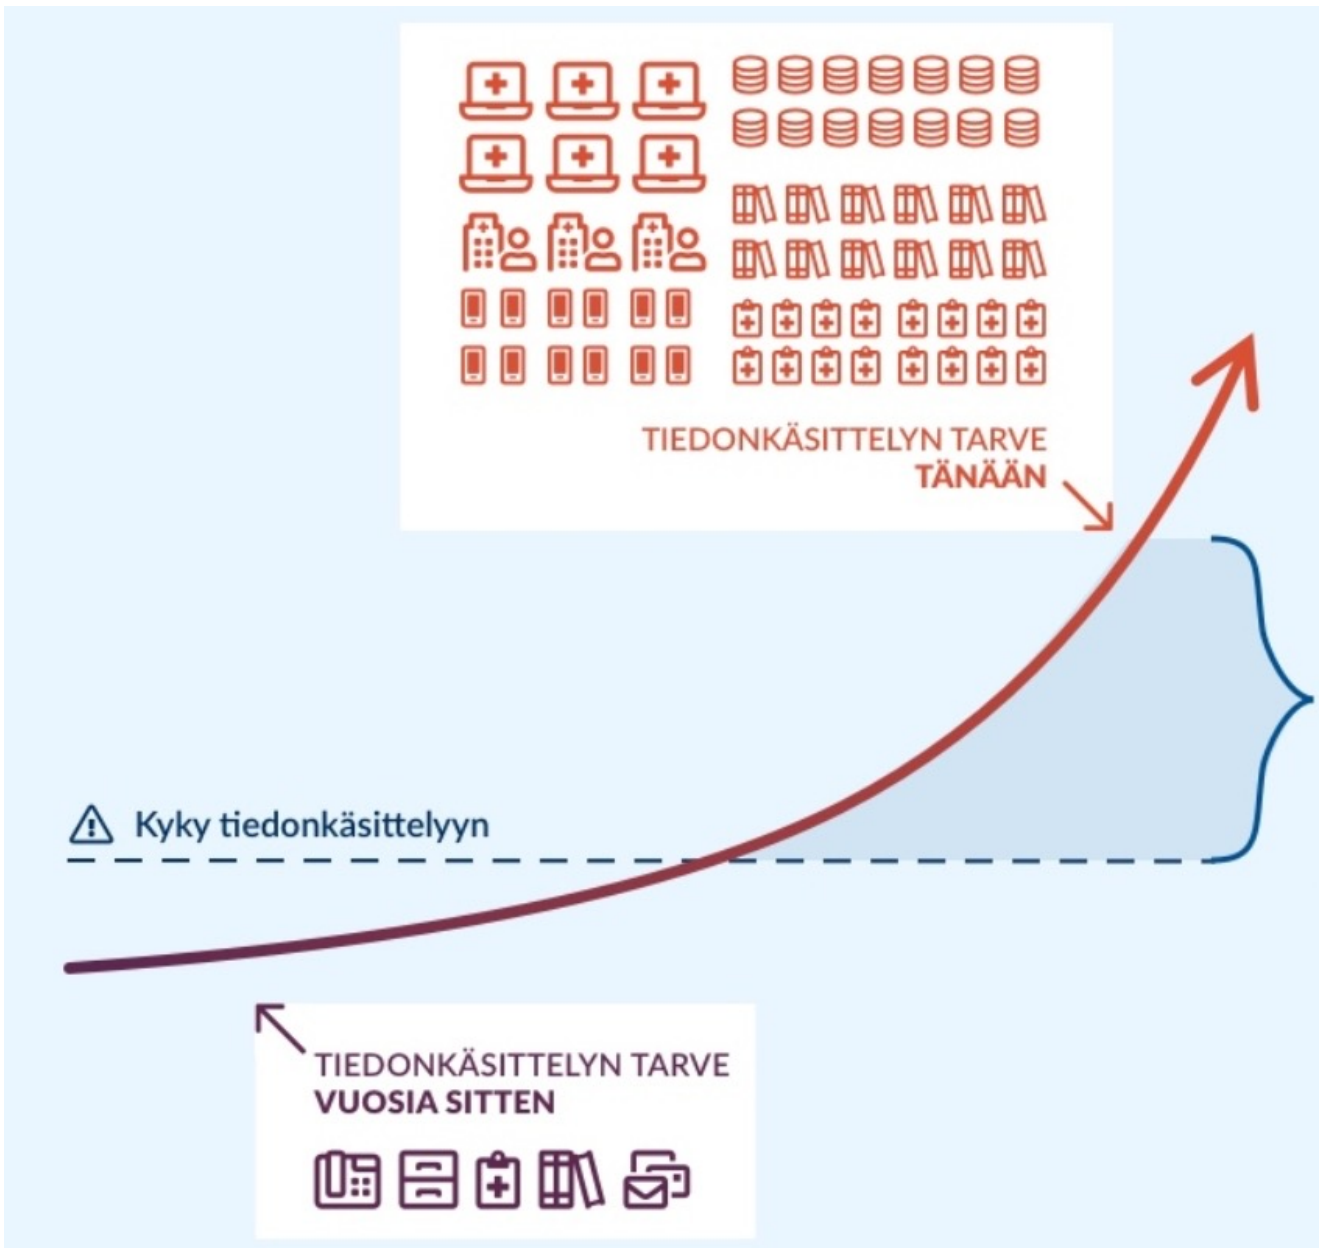 TIEDONKÄSITTELYN TARVE
TÄNÄÄN
Kyky tiedonkäsittelyyn
TIEDONKÄSITTELYN TARVE
VUOSIA SITTEN